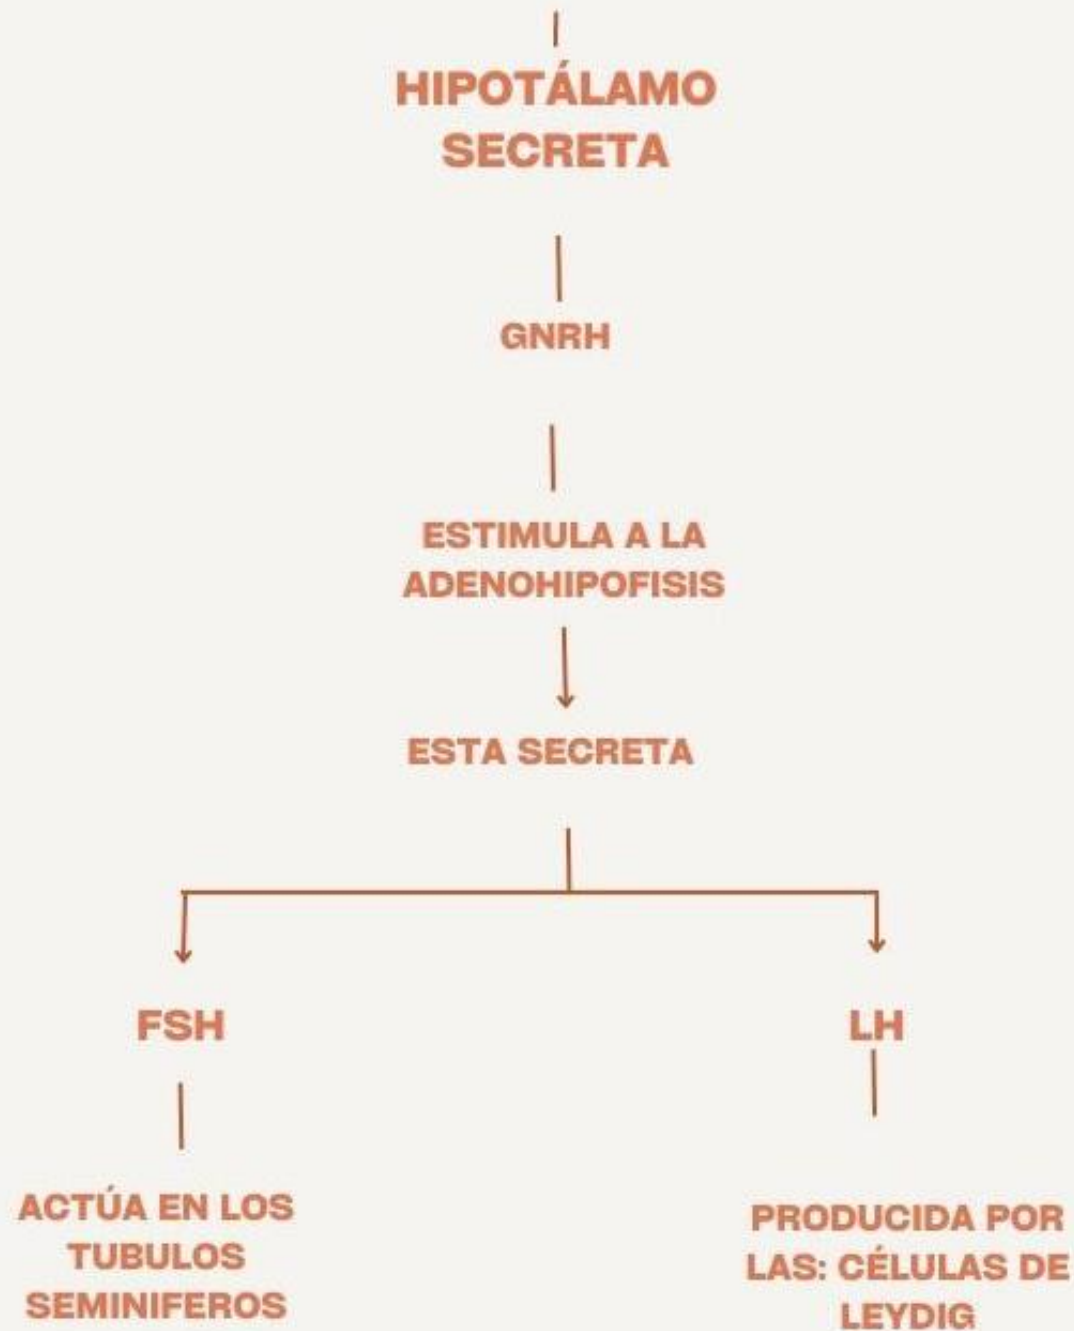 HIPOTÁLAMO
SECRETA
GNRH
ESTIMULA A LA
ADENOHIPOFISIS
ESTA SECRETA
FSH
LH
ACTÚA EN LOS
TUBULOS
SEMINIFEROS
PRODUCIDA POR
LAS: CÉLULAS DE
LEYDIG